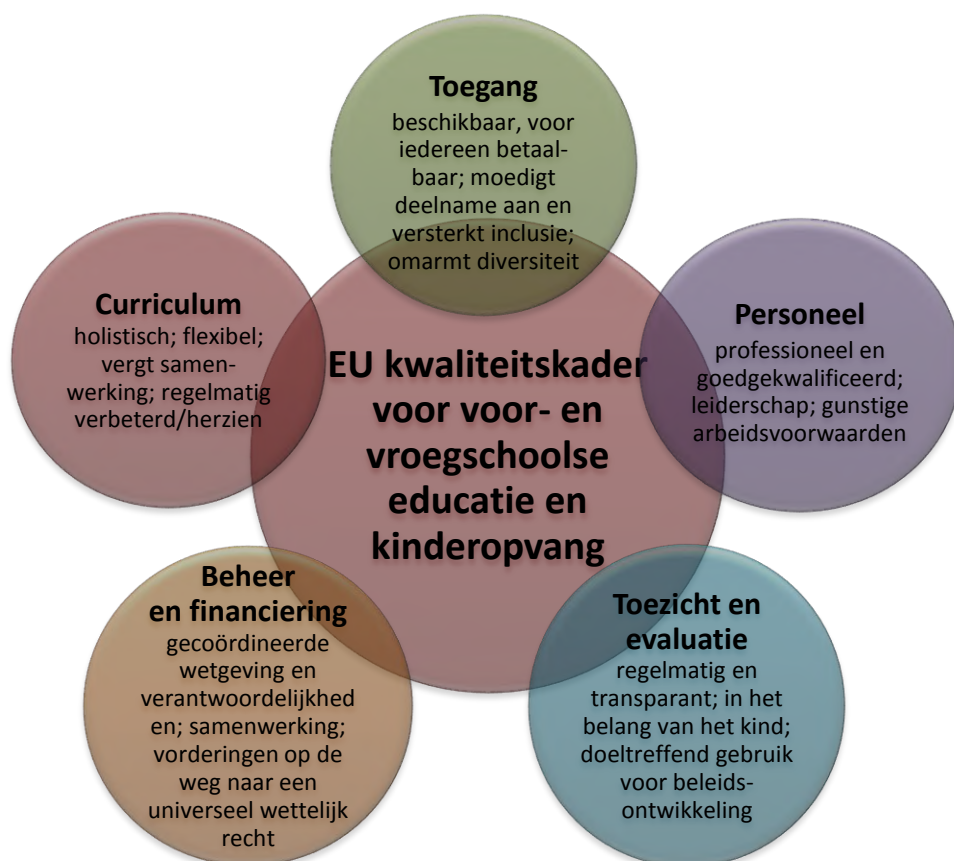 Toegang
beschikbaar, voor
iedereen betaal-
baar; moedigt
deelname aan en
versterkt inclusie;
omarmt diversiteit
Curriculum
holistisch; flexibel;
vergt samen-
werking; regelmatig
verbeterd/herzien
EU kwaliteitskader
voor voor- en
vroegschoolse
educatie en
kinderopvang
Personeel
professioneel en
goedgekwalificeerd;
leiderschap; gunstige
arbeidsvoorwaarden
Beheer
en financiering
gecoördineerde
wetgeving en
verantwoordelijkhed
en; samenwerking;
vorderingen op de
weg naar een
universeel wettelijk
recht
Toezicht en
evaluatie
regelmatig en
transparant; in het
belang van het kind;
doeltreffend gebruik
voor beleids-
ontwikkeling